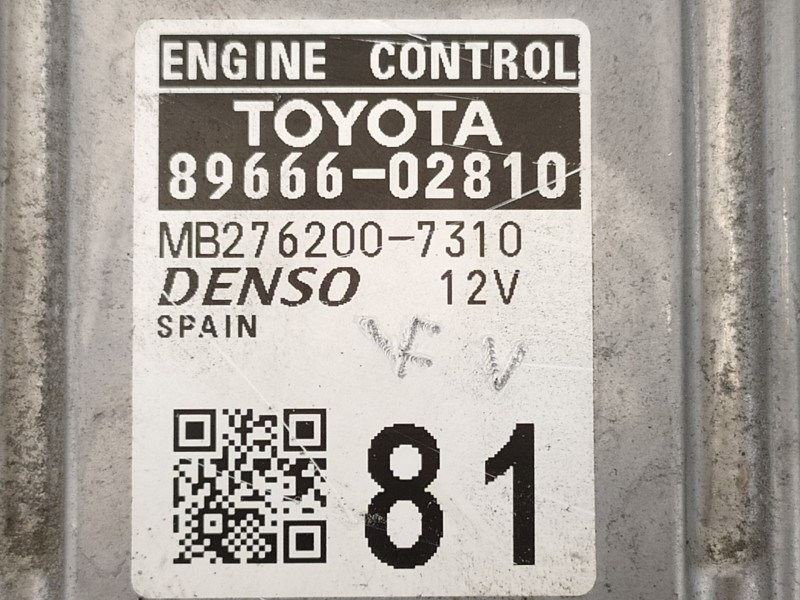 ENGINE CONTROL
TOYOTA
89666-02810
MB276200-7310
DENSO 12V
SPAIN
81